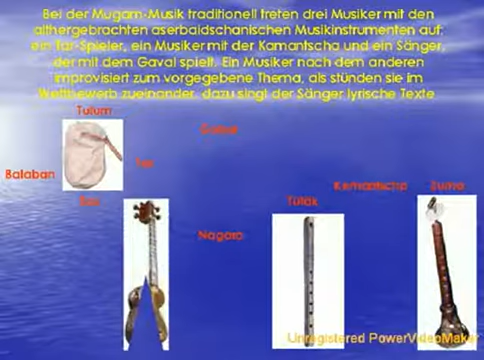 Bei der Mugam-Musik traditionell treten drei Musiker mit den
althergebrachten aserbaidschanischen Musikinstrumenten auf:
ein Tar-Spieler, ein Musiker mit der Kamantscha und ein Sänger,
der mit dem Gaval spielt. Ein Musiker nach dem anderen
improvisiert zum vorgegebene Thema, als stünden sie im
Wettbewerb zueinander, dazu singt der Sänger lyrische Texte.
Tulum
Balaban
Tar
Kamantscha
Surna
Saz
Tutak
Nagara
Unregistered PowerVideoMaker